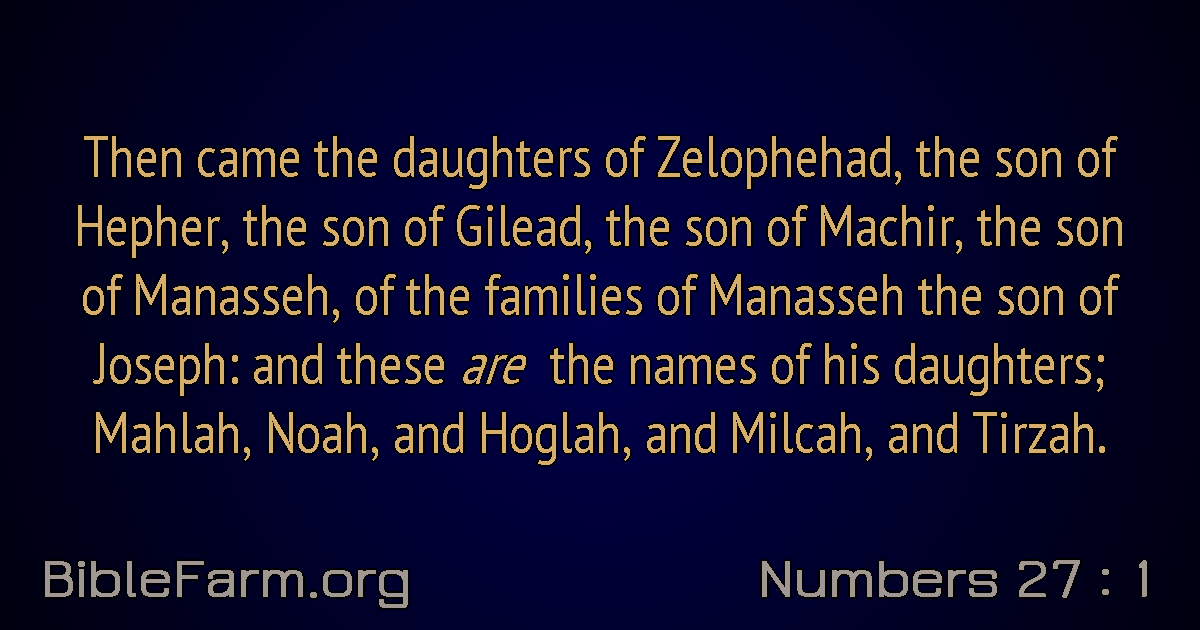 Then came the daughters of Zelophehad, the son of
Hepher, the son of Gilead, the son of Machir, the son
of Manasseh, of the families of Manasseh the son of
Joseph: and these are the names of his daughters;
Mahlah, Noah, and Hoglah, and Milcah, and Tirzah.
BibleFarm.org
Numbers 27 : 1